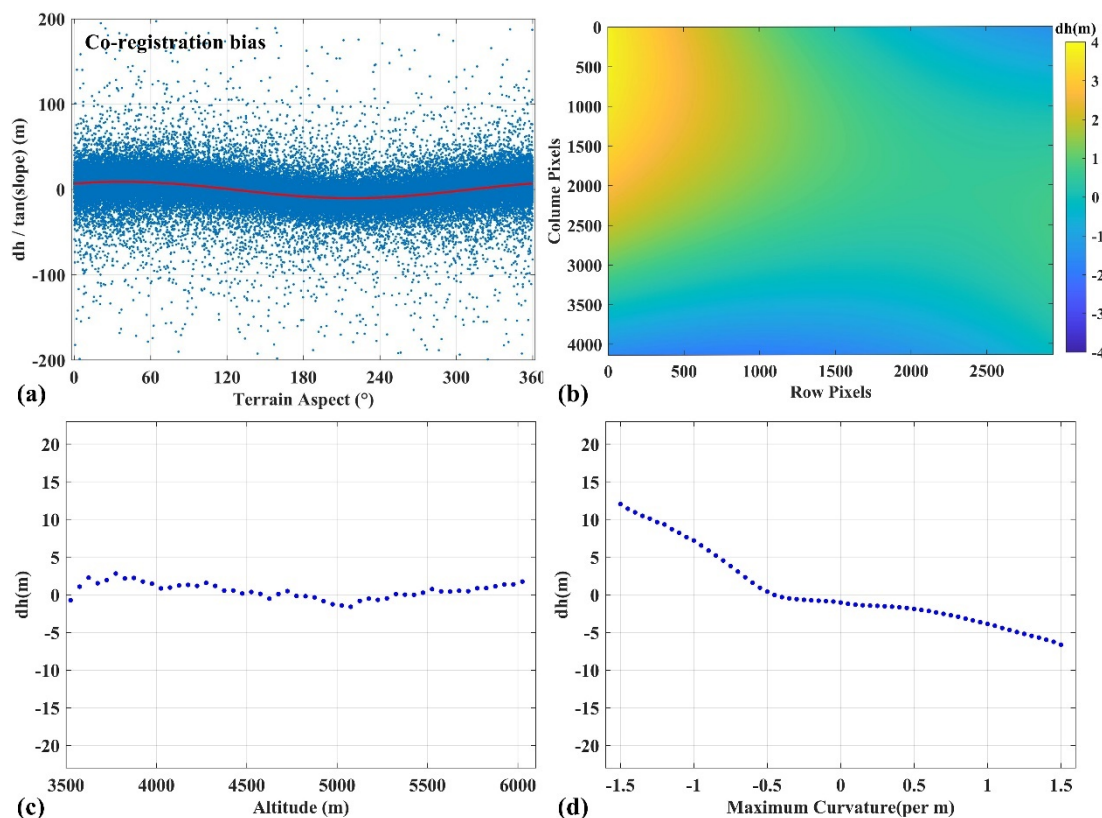 Co-registration bias
dh / tan(slope) (m)
200
100
0
-100
-200
0 60 120 180 240 300 360
Terrain Aspect (°)
(a)
dh(m)
Colume Pixels
0
500
1000
1500
2000
2500
3000
3500
4000
0 500 1000 1500 2000 2500
Row Pixels
4
3
2
1
0
-1
-2
-3
-4
(b)
dh(m)
20
15
10
5
0
-5
-10
-15
-20
3500 4000 4500 5000 5500 6000
Altitude (m)
(c)
dh(m)
20
15
10
5
0
-5
-10
-15
-20
-1.5 -1 -0.5 0 0.5 1 1.5
Maximum Curvature(per m)
(d)